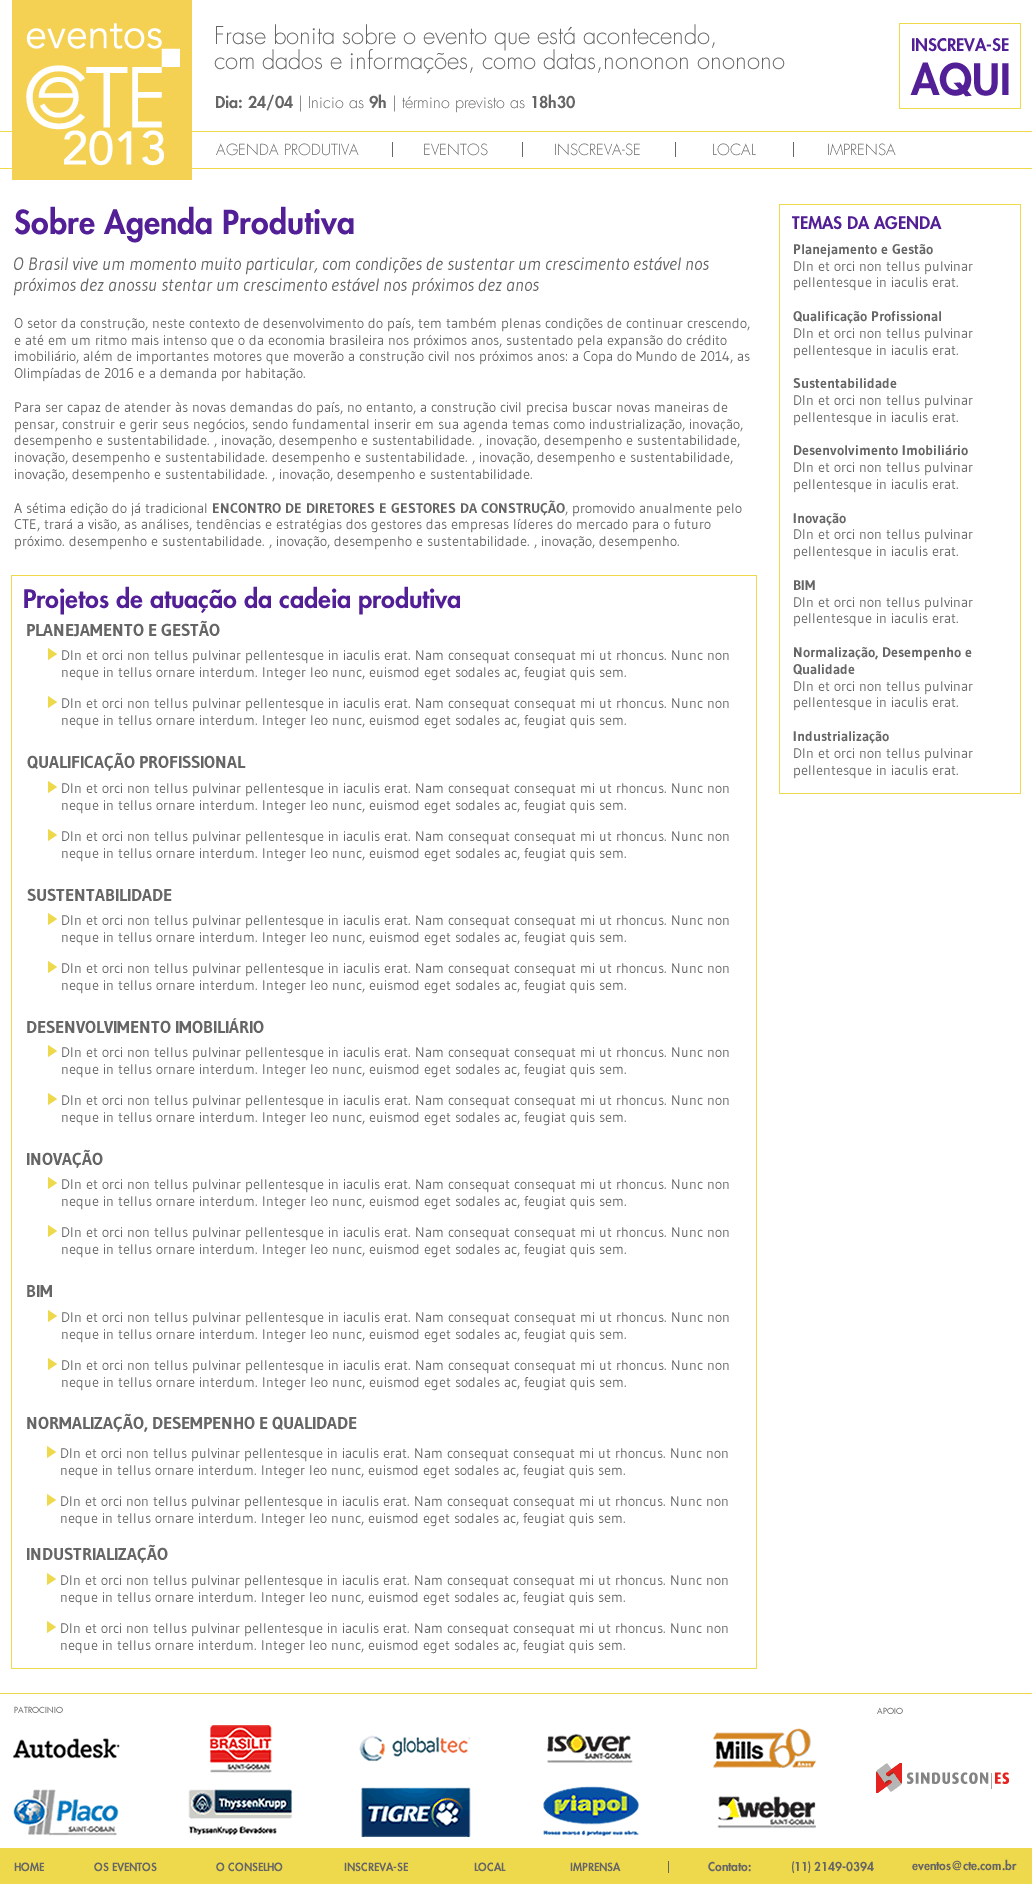 eventos
CTE
2013
Frase bonita sobre o evento que está acontecendo,
com dados e informações, como datas,nononon ononono
Dia: 24/04 | Inicio as 9h | término previsto as 18h30
INSCREVA-SE
AQUI
AGENDA PRODUTIVA | EVENTOS | INSCREVA-SE | LOCAL | IMPRENSA
Sobre Agenda Produtiva
O Brasil vive um momento muito particular, com condições de sustentar um crescimento estável nos
próximos dez anossu stentar um crescimento estável nos próximos dez anos
O setor da construção, neste contexto de desenvolvimento do país, tem também plenas condições de continuar crescendo,
e até em um ritmo mais intenso que o da economia brasileira nos próximos anos, sustentado pela expansão do crédito
imobiliário, além de importantes motores que moverão a construção civil nos próximos anos: a Copa do Mundo de 2014, as
Olimpíadas de 2016 e a demanda por habitação.
Para ser capaz de atender às novas demandas do país, no entanto, a construção civil precisa buscar novas maneiras de
pensar, construir e gerir seus negócios, sendo fundamental inserir em sua agenda temas como industrialização, inovação,
desempenho e sustentabilidade. , inovação, desempenho e sustentabilidade. , inovação, desempenho e sustentabilidade,
inovação, desempenho e sustentabilidade. desempenho e sustentabilidade. , inovação, desempenho e sustentabilidade,
inovação, desempenho e sustentabilidade. , inovação, desempenho e sustentabilidade.
A sétima edição do já tradicional ENCONTRO DE DIRETORES E GESTORES DA CONSTRUÇÃO, promovido anualmente pelo
CTE, trará a visão, as análises, tendências e estratégias dos gestores das empresas líderes do mercado para o futuro
próximo. desempenho e sustentabilidade. , inovação, desempenho e sustentabilidade. , inovação, desempenho.
TEMAS DA AGENDA
Planejamento e Gestão
DIn et orci non tellus pulvinar
pellentesque in iaculis erat.
Qualificação Profissional
DIn et orci non tellus pulvinar
pellentesque in iaculis erat.
Sustentabilidade
DIn et orci non tellus pulvinar
pellentesque in iaculis erat.
Desenvolvimento Imobiliário
DIn et orci non tellus pulvinar
pellentesque in iaculis erat.
Inovação
DIn et orci non tellus pulvinar
pellentesque in iaculis erat.
BIM
DIn et orci non tellus pulvinar
pellentesque in iaculis erat.
Normalização, Desempenho e
Qualidade
DIn et orci non tellus pulvinar
pellentesque in iaculis erat.
Industrialização
DIn et orci non tellus pulvinar
pellentesque in iaculis erat.
Projetos de atuação da cadeia produtiva
PLANEJAMENTO E GESTÃO
DIn et orci non tellus pulvinar pellentesque in iaculis erat. Nam consequat consequat mi ut rhoncus. Nunc non
neque in tellus ornare interdum. Integer leo nunc, euismod eget sodales ac, feugiat quis sem.
DIn et orci non tellus pulvinar pellentesque in iaculis erat. Nam consequat consequat mi ut rhoncus. Nunc non
neque in tellus ornare interdum. Integer leo nunc, euismod eget sodales ac, feugiat quis sem.
QUALIFICAÇÃO PROFISSIONAL
DIn et orci non tellus pulvinar pellentesque in iaculis erat. Nam consequat consequat mi ut rhoncus. Nunc non
neque in tellus ornare interdum. Integer leo nunc, euismod eget sodales ac, feugiat quis sem.
DIn et orci non tellus pulvinar pellentesque in iaculis erat. Nam consequat consequat mi ut rhoncus. Nunc non
neque in tellus ornare interdum. Integer leo nunc, euismod eget sodales ac, feugiat quis sem.
SUSTENTABILIDADE
DIn et orci non tellus pulvinar pellentesque in iaculis erat. Nam consequat consequat mi ut rhoncus. Nunc non
neque in tellus ornare interdum. Integer leo nunc, euismod eget sodales ac, feugiat quis sem.
DIn et orci non tellus pulvinar pellentesque in iaculis erat. Nam consequat consequat mi ut rhoncus. Nunc non
neque in tellus ornare interdum. Integer leo nunc, euismod eget sodales ac, feugiat quis sem.
DESENVOLVIMENTO IMOBILIÁRIO
DIn et orci non tellus pulvinar pellentesque in iaculis erat. Nam consequat consequat mi ut rhoncus. Nunc non
neque in tellus ornare interdum. Integer leo nunc, euismod eget sodales ac, feugiat quis sem.
DIn et orci non tellus pulvinar pellentesque in iaculis erat. Nam consequat consequat mi ut rhoncus. Nunc non
neque in tellus ornare interdum. Integer leo nunc, euismod eget sodales ac, feugiat quis sem.
INOVAÇÃO
DIn et orci non tellus pulvinar pellentesque in iaculis erat. Nam consequat consequat mi ut rhoncus. Nunc non
neque in tellus ornare interdum. Integer leo nunc, euismod eget sodales ac, feugiat quis sem.
DIn et orci non tellus pulvinar pellentesque in iaculis erat. Nam consequat consequat mi ut rhoncus. Nunc non
neque in tellus ornare interdum. Integer leo nunc, euismod eget sodales ac, feugiat quis sem.
BIM
DIn et orci non tellus pulvinar pellentesque in iaculis erat. Nam consequat consequat mi ut rhoncus. Nunc non
neque in tellus ornare interdum. Integer leo nunc, euismod eget sodales ac, feugiat quis sem.
DIn et orci non tellus pulvinar pellentesque in iaculis erat. Nam consequat consequat mi ut rhoncus. Nunc non
neque in tellus ornare interdum. Integer leo nunc, euismod eget sodales ac, feugiat quis sem.
NORMALIZAÇÃO, DESEMPENHO E QUALIDADE
DIn et orci non tellus pulvinar pellentesque in iaculis erat. Nam consequat consequat mi ut rhoncus. Nunc non
neque in tellus ornare interdum. Integer leo nunc, euismod eget sodales ac, feugiat quis sem.
DIn et orci non tellus pulvinar pellentesque in iaculis erat. Nam consequat consequat mi ut rhoncus. Nunc non
neque in tellus ornare interdum. Integer leo nunc, euismod eget sodales ac, feugiat quis sem.
INDUSTRIALIZAÇÃO
DIn et orci non tellus pulvinar pellentesque in iaculis erat. Nam consequat consequat mi ut rhoncus. Nunc non
neque in tellus ornare interdum. Integer leo nunc, euismod eget sodales ac, feugiat quis sem.
DIn et orci non tellus pulvinar pellentesque in iaculis erat. Nam consequat consequat mi ut rhoncus. Nunc non
neque in tellus ornare interdum. Integer leo nunc, euismod eget sodales ac, feugiat quis sem.
PATROCINIO
APOIO
Autodesk
BRASILIT
SAINT-GOBAIN
globaltec
ISOVER
SAINT-GOBAIN
Mills 60
anos
SINDUSCON|ES
Placo
SAINT-GOBAIN
ThyssenKrupp
ThyssenKrupp Elevadores
TIGRE
viapol
Nossa marca é proteger sua obra.
weber
SAINT-GOBAIN
HOME OS EVENTOS O CONSELHO INSCREVA-SE LOCAL IMPRENSA | Contato: (11) 2149-0394 eventos@cte.com.br